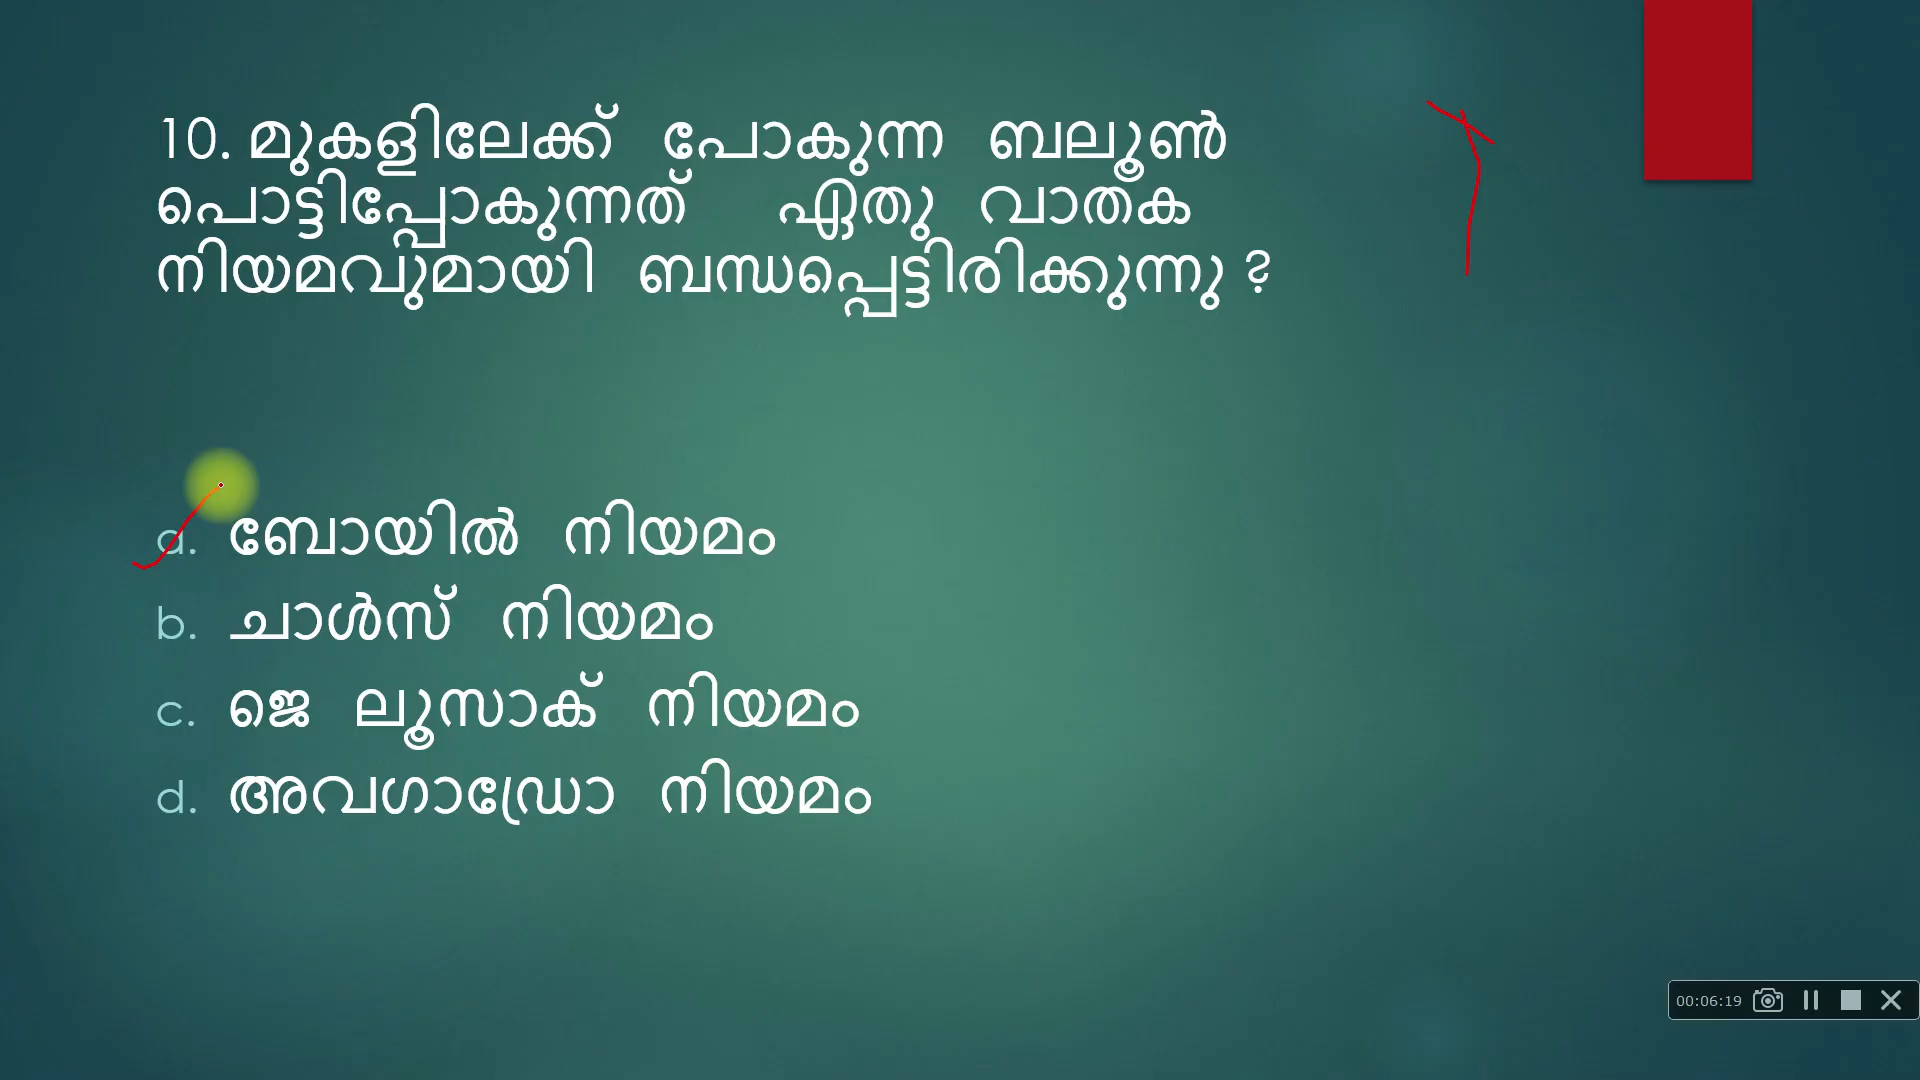 10. മുകളിലേക്ക് പോകുന്ന ബലൂൺ
പൊട്ടിപ്പോകുന്നത് ഏതു വാതക
നിയമവുമായി ബന്ധപ്പെട്ടിരിക്കുന്നു ?
a. ബോയിൽ നിയമം
b. ചാൾസ് നിയമം
c. ജെ ലൂസാക് നിയമം
d. അവഗാഡ്രോ നിയമം
00:06:19